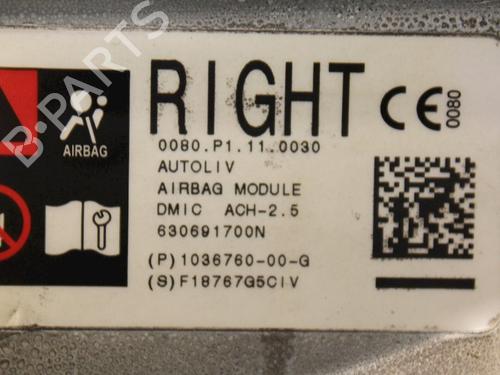 RIGHT
CE 0080
0080.P1.11.0030
AUTOLIV
AIRBAG MODULE
DMIC ACH-2.5
630691700N
(P)1036760-00-G
(S)F18767G5CIV
AIRBAG
B-PARTS